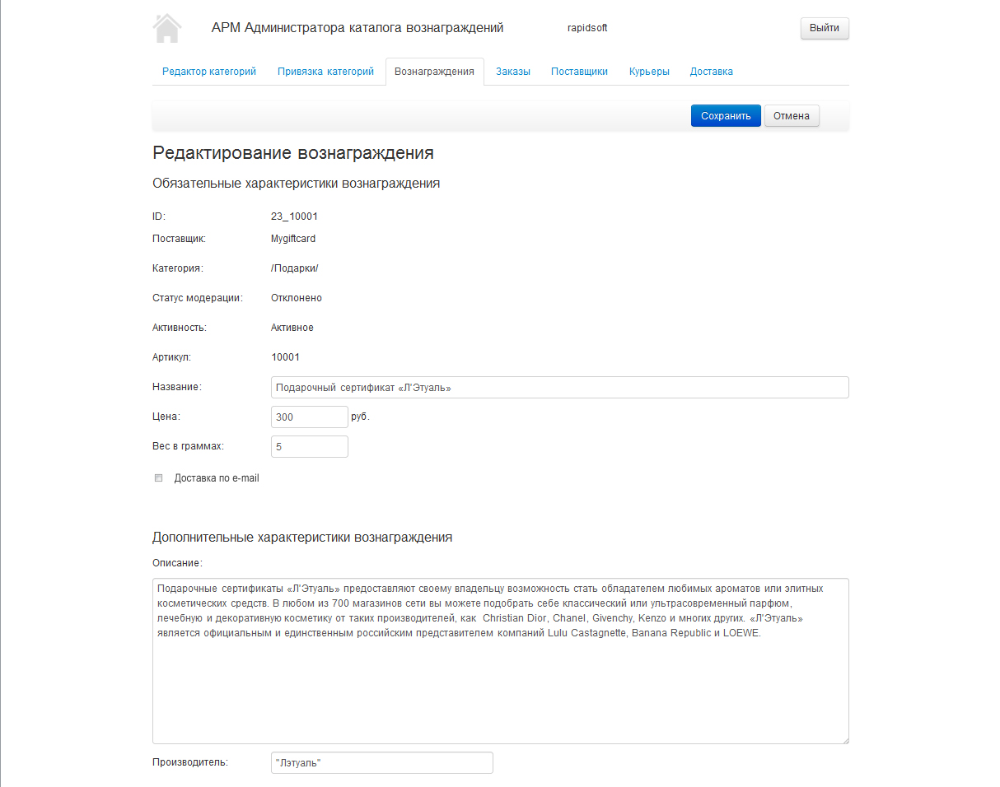 АРМ Администратора каталога вознаграждений rapidsoft Выйти
Редактор категорий Привязка категорий Вознаграждения Заказы Поставщики Курьеры Доставка
Сохранить Отмена
Редактирование вознаграждения
Обязательные характеристики вознаграждения
ID: 23_10001
Поставщик: Mygiftcard
Категория: /Подарки/
Статус модерации: Отклонено
Активность: Активное
Артикул: 10001
Название: Подарочный сертификат «Л'Этуаль»
Цена: 300 руб.
Вес в граммах: 5
Доставка по e-mail
Дополнительные характеристики вознаграждения
Описание:
Подарочные сертификаты «Л'Этуаль» предоставляют своему владельцу возможность стать обладателем любимых ароматов или элитных
косметических средств. В любом из 700 магазинов сети вы можете подобрать себе классический или ультрасовременный парфюм,
лечебную и декоративную косметику от таких производителей, как Christian Dior, Chanel, Givenchy, Kenzo и многих других. «Л'Этуаль»
является официальным и единственным российским представителем компаний Lulu Castagnette, Banana Republic и LOEWE.
Производитель: "Лэтуаль"